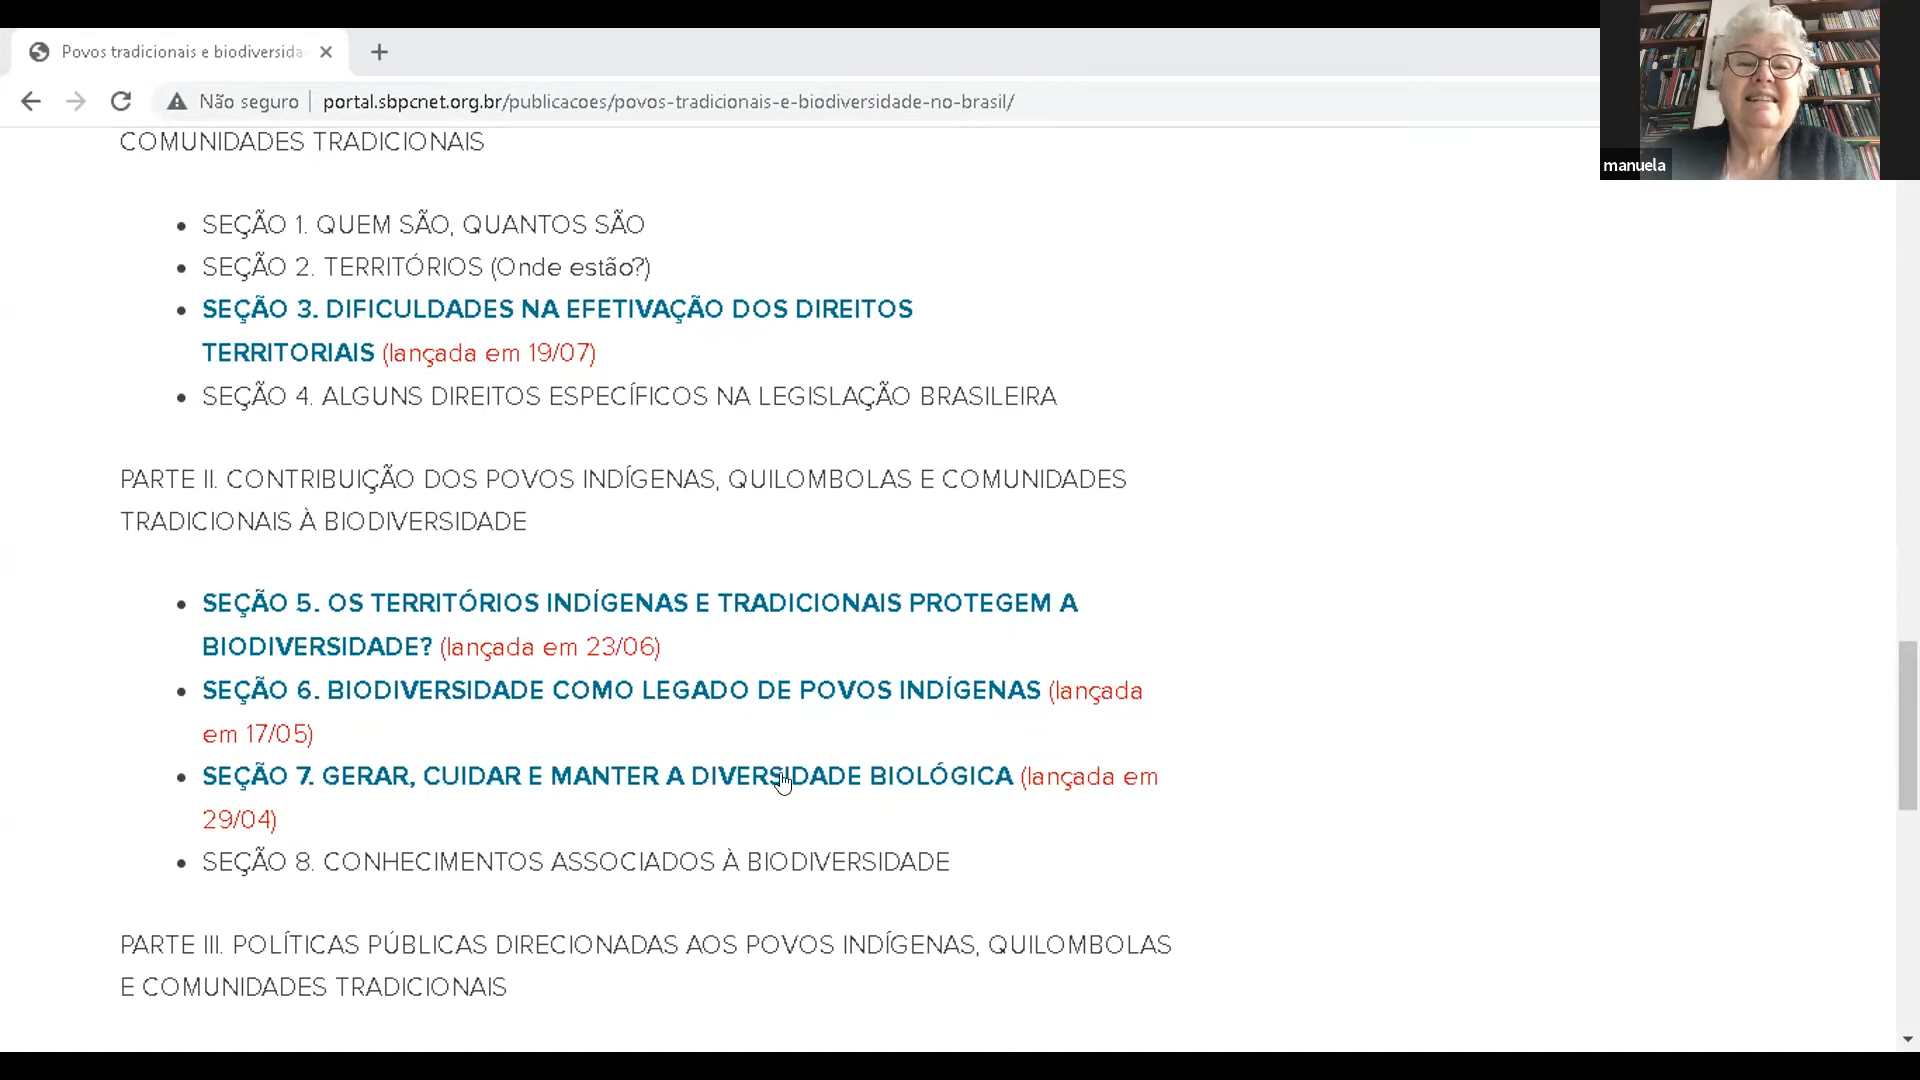 Povos tradicionais e biodiversida
Não seguro
portal.sbpcnet.org.br/publicacoes/povos-tradicionais-e-biodiversidade-no-brasil/
manuela
COMUNIDADES TRADICIONAIS
SEÇÃO 1. QUEM SÃO, QUANTOS SÃO
SEÇÃO 2. TERRITÓRIOS (Onde estão?)
SEÇÃO 3. DIFICULDADES NA EFETIVAÇÃO DOS DIREITOS
TERRITORIAIS (lançada em 19/07)
SEÇÃO 4. ALGUNS DIREITOS ESPECÍFICOS NA LEGISLAÇÃO BRASILEIRA
PARTE II. CONTRIBUIÇÃO DOS POVOS INDÍGENAS, QUILOMBOLAS E COMUNIDADES
TRADICIONAIS À BIODIVERSIDADE
SEÇÃO 5. OS TERRITÓRIOS INDÍGENAS E TRADICIONAIS PROTEGEM A
BIODIVERSIDADE? (lançada em 23/06)
SEÇÃO 6. BIODIVERSIDADE COMO LEGADO DE POVOS INDÍGENAS (lançada
em 17/05)
SEÇÃO 7. GERAR, CUIDAR E MANTER A DIVERSIDADE BIOLÓGICA (lançada em
29/04)
SEÇÃO 8. CONHECIMENTOS ASSOCIADOS À BIODIVERSIDADE
PARTE III. POLÍTICAS PÚBLICAS DIRECIONADAS AOS POVOS INDÍGENAS, QUILOMBOLAS
E COMUNIDADES TRADICIONAIS